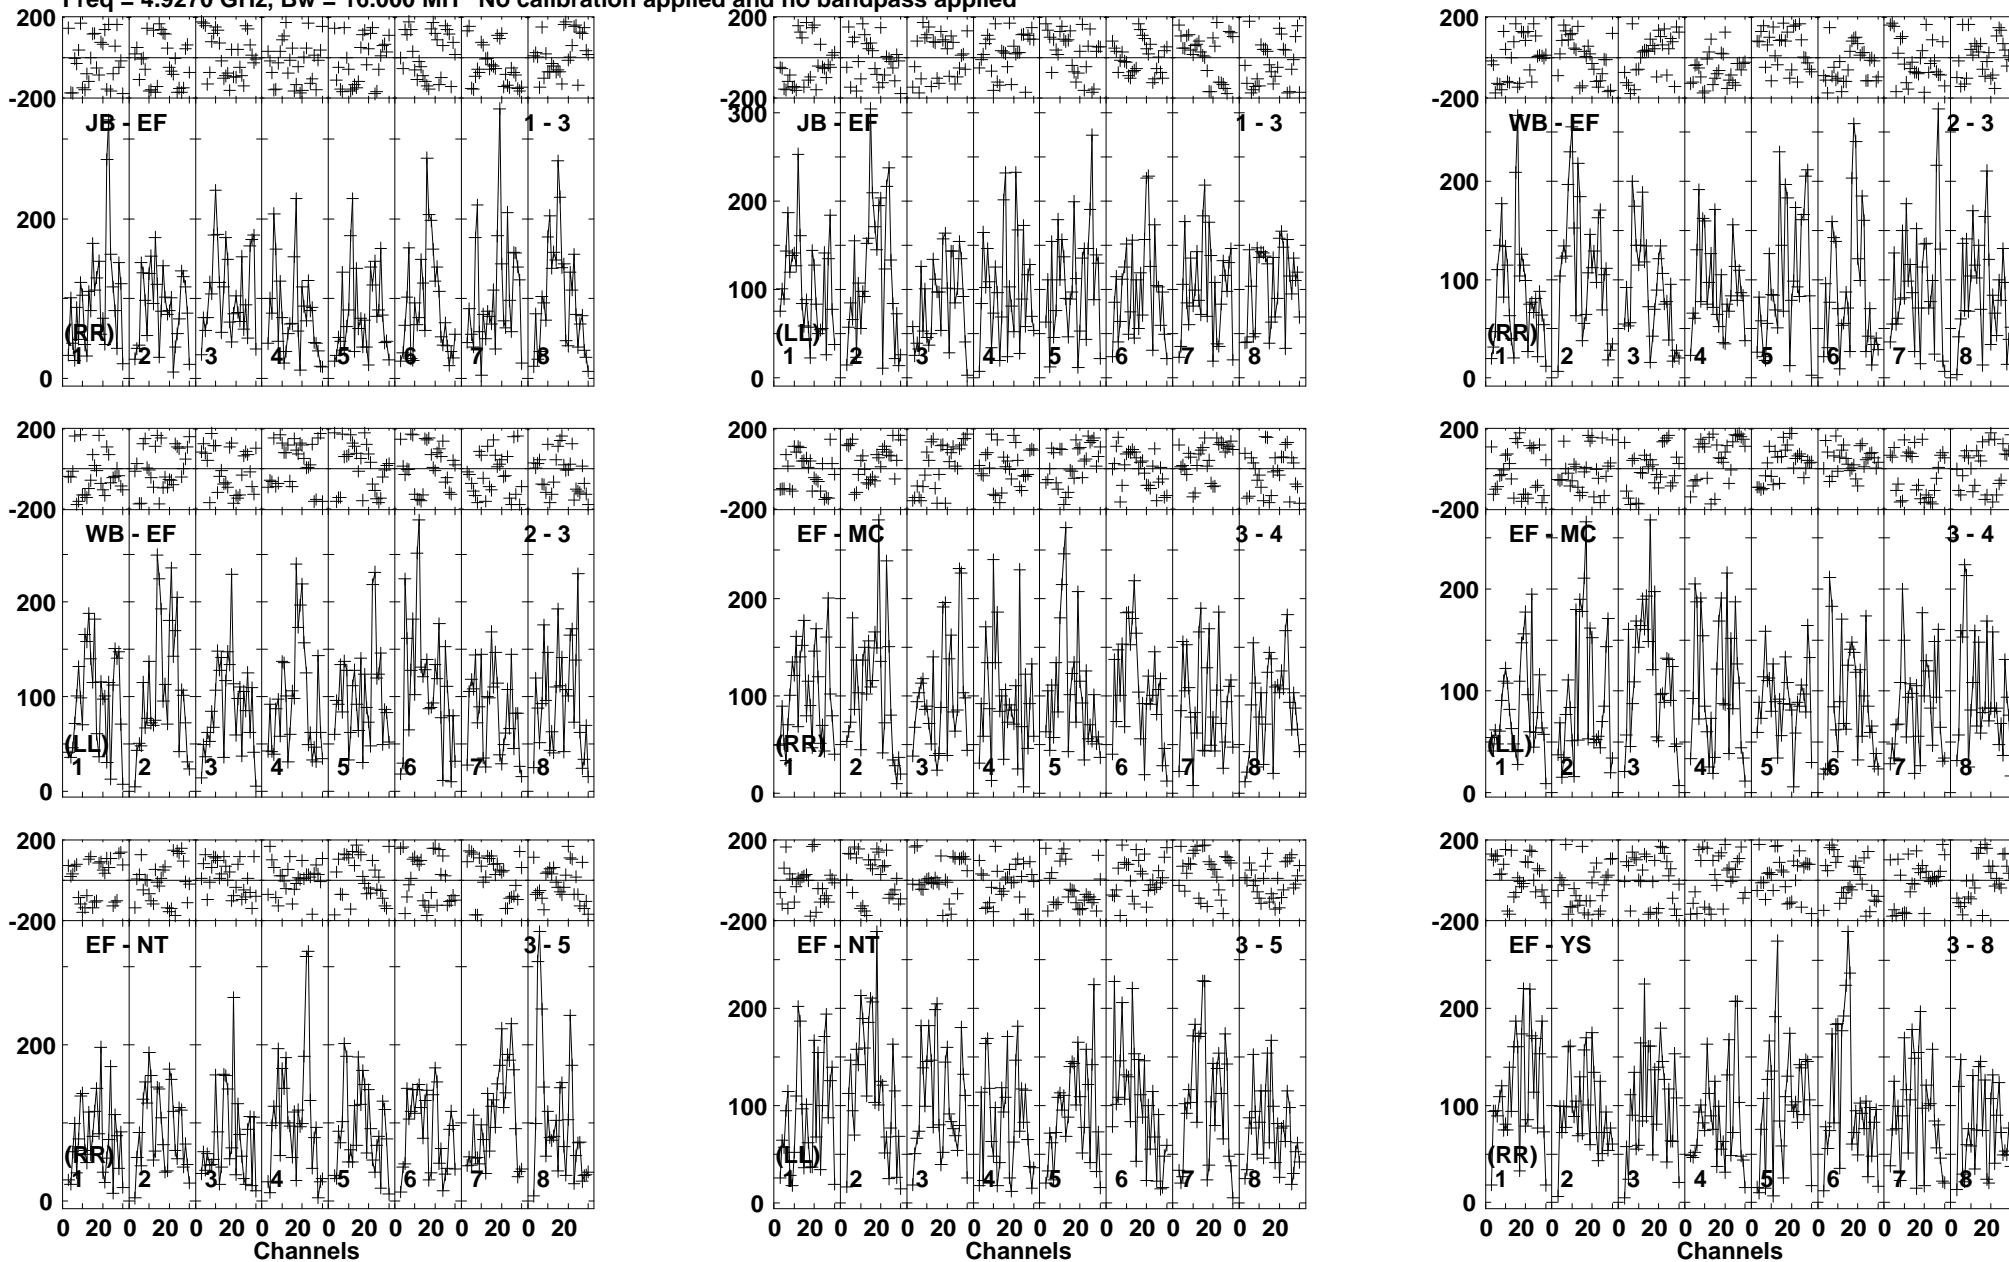 Freq = 4.9270 GHz, Bw = 16.000 MH No calibration applied and no bandpass applied
200 200 200
-200 -200 -200
JB - EF 1 - 3 JB - EF 1 - 3 WB - EF 2 - 3
300
200 200 200
100 100
(RR) (LL) (RR)
1 2 3 4 5 6 7 8 1 2 3 4 5 6 7 8 1 2 3 4 5 6 7 8
0 0 0
200 200 200
-200 -200 -200
WB - EF 2 - 3 EF - MC 3 - 4 EF - MC 3 - 4
200 200 200
100 100 100
(LL) (RR) (LL)
1 2 3 4 5 6 7 8 1 2 3 4 5 6 7 8 1 2 3 4 5 6 7 8
0 0 0
200 200 200
-200 -200 -200
EF - NT 3 - 5 EF - NT 3 - 5 EF - YS 3 - 8
200 200 200
100 100
(RR) (LL) (RR)
1 2 3 4 5 6 7 8 1 2 3 4 5 6 7 8 1 2 3 4 5 6 7 8
0 0 0
0 20 0 20 0 20 0 20 0 20 0 20 0 20 0 20 0 20 0 20 0 20 0 20 0 20 0 20 0 20 0 20 0 20 0 20 0 20 0 20 0 20 0 20 0 20 0 20
Channels Channels Channels